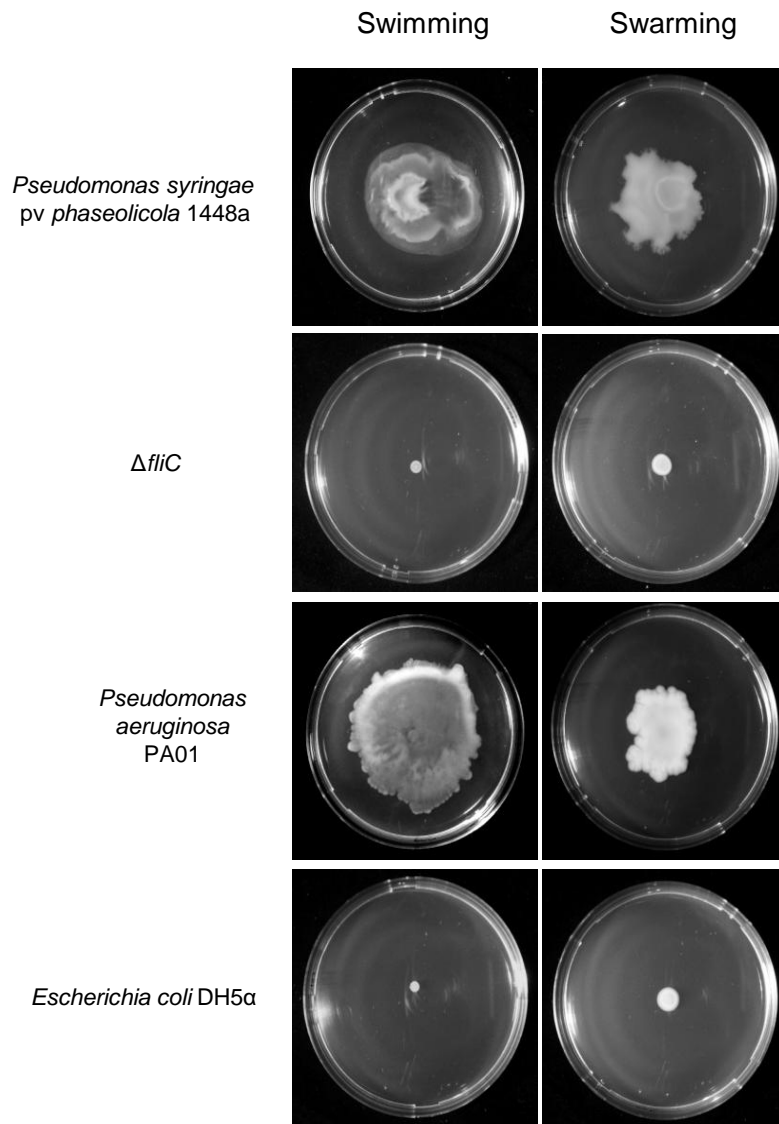 Swimming
Swarming
Pseudomonas syringae
pv phaseolicola 1448a
ΔfliC
Pseudomonas
aeruginosa
PA01
Escherichia coli DH5α